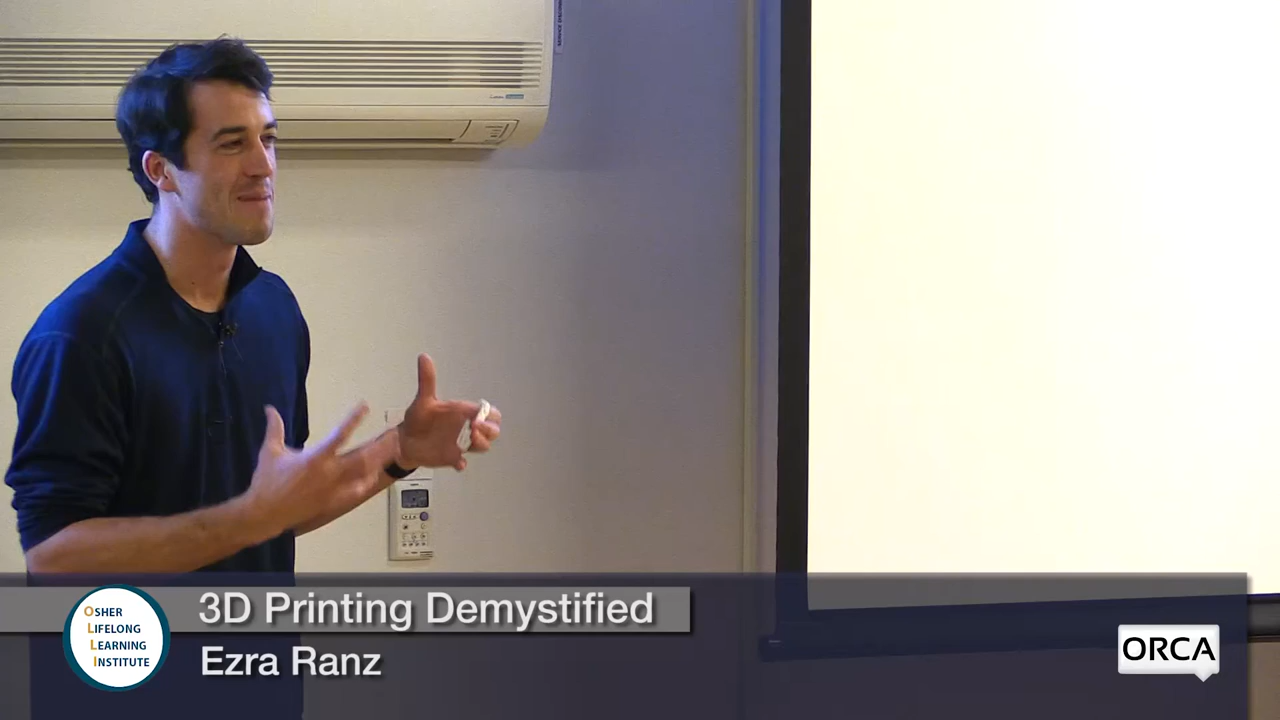 3D Printing Demystified
Ezra Ranz
OSHER
LIFELONG
LEARNING
INSTITUTE
ORCA